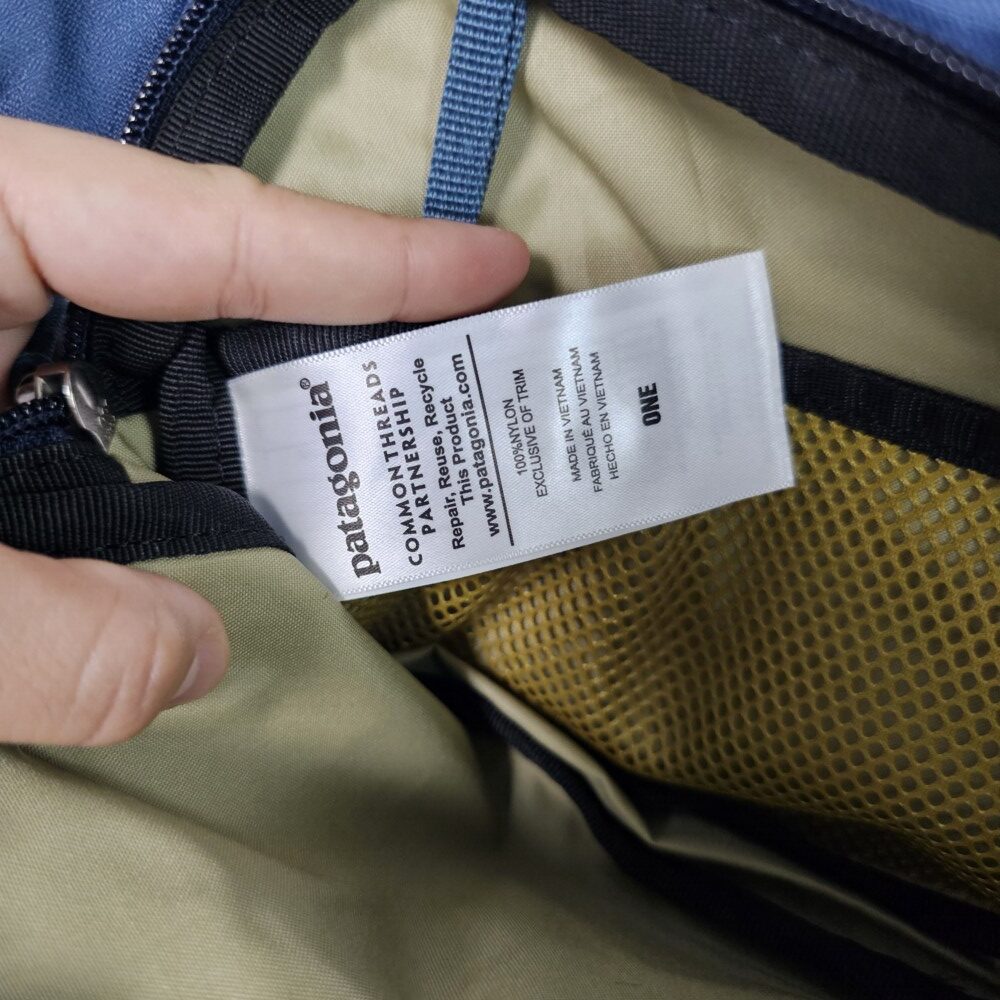 patagonia®
COMMON THREADS
PARTNERSHIP
Repair, Reuse, Recycle
This Product
www.patagonia.com
100%NYLON
EXCLUSIVE OF TRIM
MADE IN VIETNAM
FABRIQUÉ AU VIETNAM
HECHO EN VIETNAM
ONE